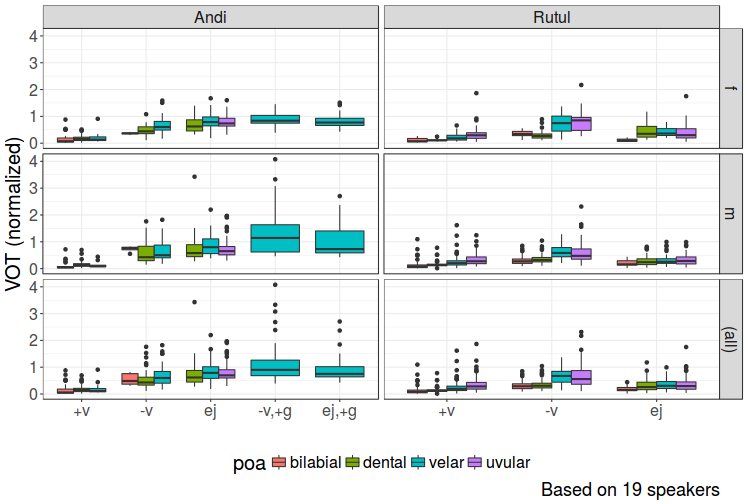 Andi Rutul
4
3
2
1
0
f
4
3
2
1
0
m
4
3
2
1
0
(all)
VOT (normalized)
+v -v ej -v,+g ej,+g +v -v ej
poa bilabial dental velar uvular
Based on 19 speakers